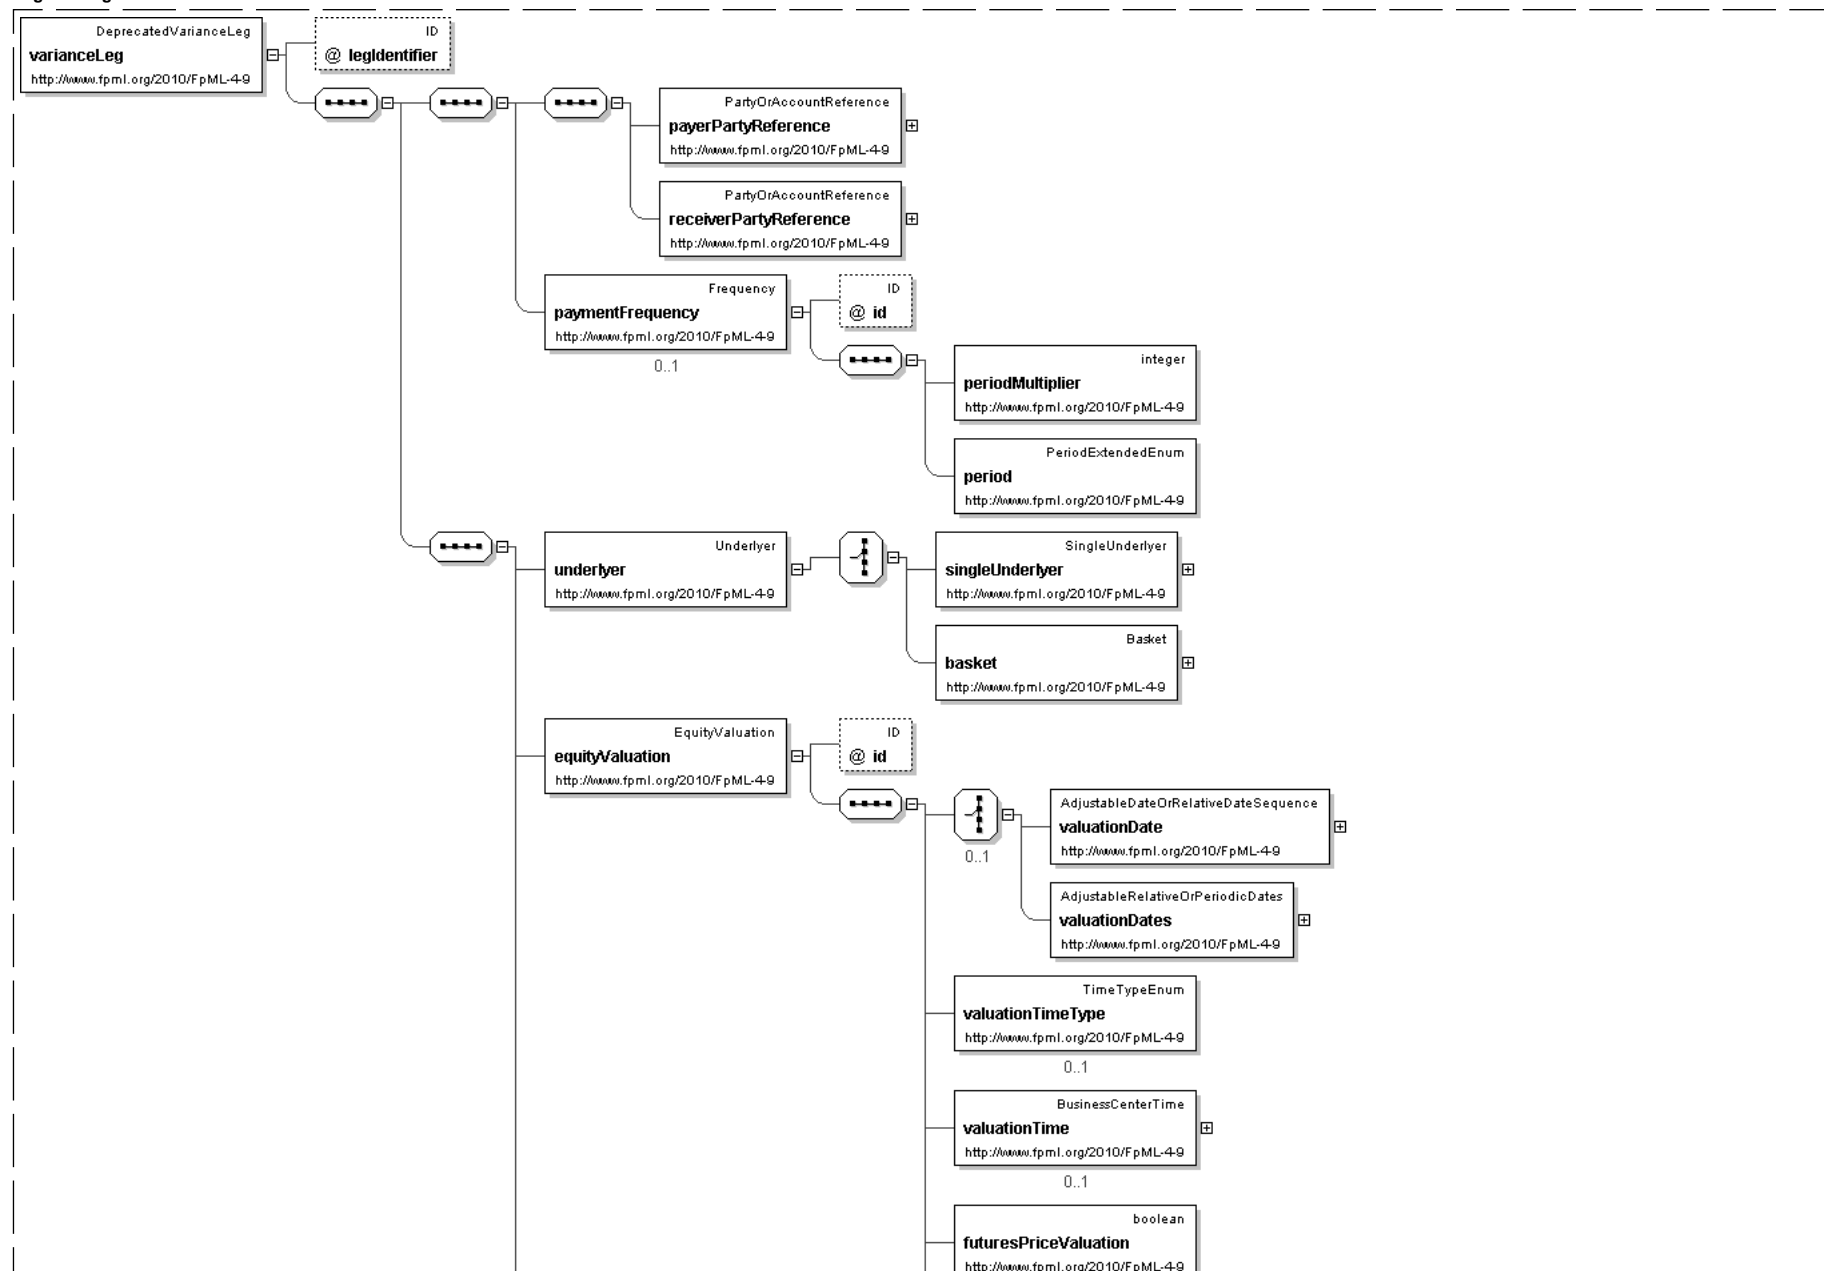 DeprecatedVarianceLeg
varianceLeg
http://www.fpml.org/2010/FpML-4-9
ID
@ legIdentifier
PartyOrAccountReference
payerPartyReference
http://www.fpml.org/2010/FpML-4-9
PartyOrAccountReference
receiverPartyReference
http://www.fpml.org/2010/FpML-4-9
Frequency
paymentFrequency
http://www.fpml.org/2010/FpML-4-9
0..1
ID
@ id
integer
periodMultiplier
http://www.fpml.org/2010/FpML-4-9
PeriodExtendedEnum
period
http://www.fpml.org/2010/FpML-4-9
Underlyer
underlyer
http://www.fpml.org/2010/FpML-4-9
SingleUnderlyer
singleUnderlyer
http://www.fpml.org/2010/FpML-4-9
Basket
basket
http://www.fpml.org/2010/FpML-4-9
EquityValuation
equityValuation
http://www.fpml.org/2010/FpML-4-9
ID
@ id
0..1
AdjustableDateOrRelativeDateSequence
valuationDate
http://www.fpml.org/2010/FpML-4-9
AdjustableRelativeOrPeriodicDates
valuationDates
http://www.fpml.org/2010/FpML-4-9
TimeTypeEnum
valuationTimeType
http://www.fpml.org/2010/FpML-4-9
0..1
BusinessCenterTime
valuationTime
http://www.fpml.org/2010/FpML-4-9
0..1
boolean
futuresPriceValuation
http://www.fpml.org/2010/FpML-4-9